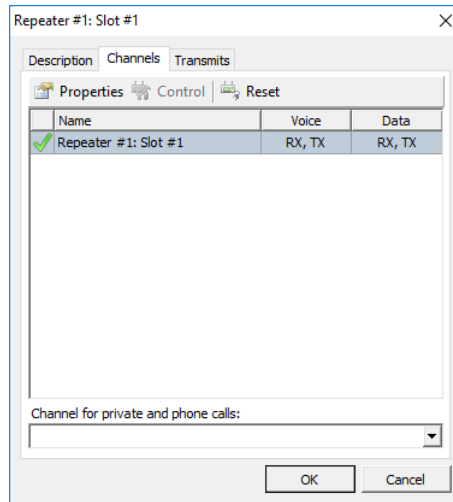 Repeater #1: Slot #1
Description Channels Transmits
Properties Control Reset
Name Voice Data
Repeater #1: Slot #1 RX, TX RX, TX
Channel for private and phone calls:
OK Cancel